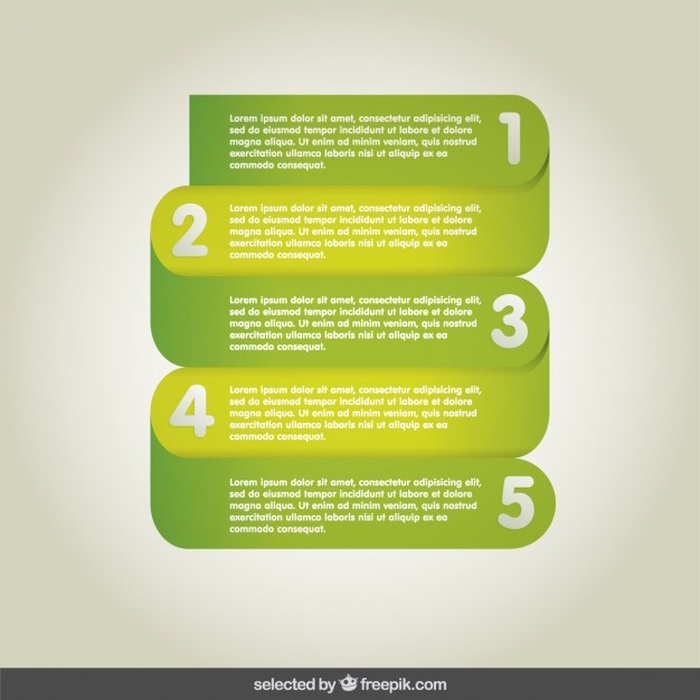 Lorem ipsum dolor sit amet, consectetur adipisicing elit,
sed do eiusmod tempor incididunt ut labore et dolore
magna aliqua. Ut enim ad minim veniam, quis nostrud
exercitation ullamco laboris nisi ut aliquip ex ea
commodo consequat.
1
2
Lorem ipsum dolor sit amet, consectetur adipisicing elit,
sed do eiusmod tempor incididunt ut labore et dolore
magna aliqua. Ut enim ad minim veniam, quis nostrud
exercitation ullamco laboris nisi ut aliquip ex ea
commodo consequat.
Lorem ipsum dolor sit amet, consectetur adipisicing elit,
sed do eiusmod tempor incididunt ut labore et dolore
magna aliqua. Ut enim ad minim veniam, quis nostrud
exercitation ullamco laboris nisi ut aliquip ex ea
commodo consequat.
3
4
Lorem ipsum dolor sit amet, consectetur adipisicing elit,
sed do eiusmod tempor incididunt ut labore et dolore
magna aliqua. Ut enim ad minim veniam, quis nostrud
exercitation ullamco laboris nisi ut aliquip ex ea
commodo consequat.
Lorem ipsum dolor sit amet, consectetur adipisicing elit,
sed do eiusmod tempor incididunt ut labore et dolore
magna aliqua. Ut enim ad minim veniam, quis nostrud
exercitation ullamco laboris nisi ut aliquip ex ea
commodo consequat.
5
selected by freepik.com